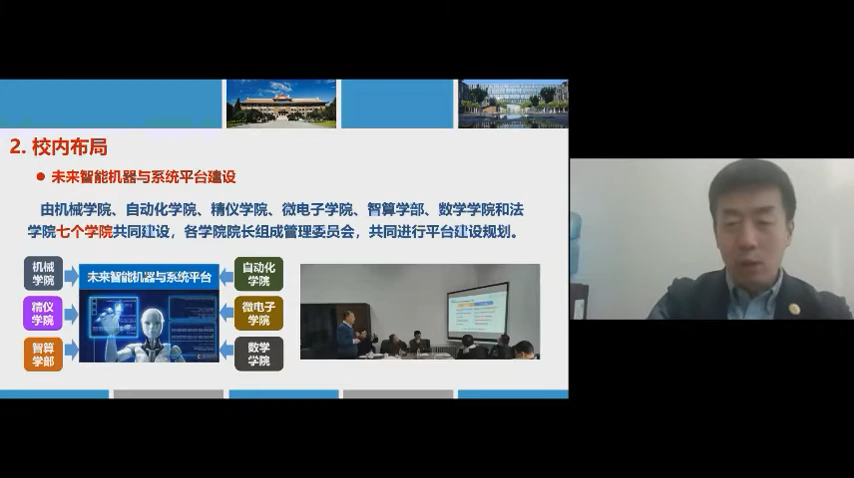 2. 校内布局
● 未来智能机器与系统平台建设
由机械学院、自动化学院、精仪学院、微电子学院、智算学部、数学学院和法
学院七个学院共同建设，各学院院长组成管理委员会，共同进行平台建设规划。
机械
学院
未来智能机器与系统平台
自动化
学院
精仪
学院
微电子
学院
智算
学部
数学
学院